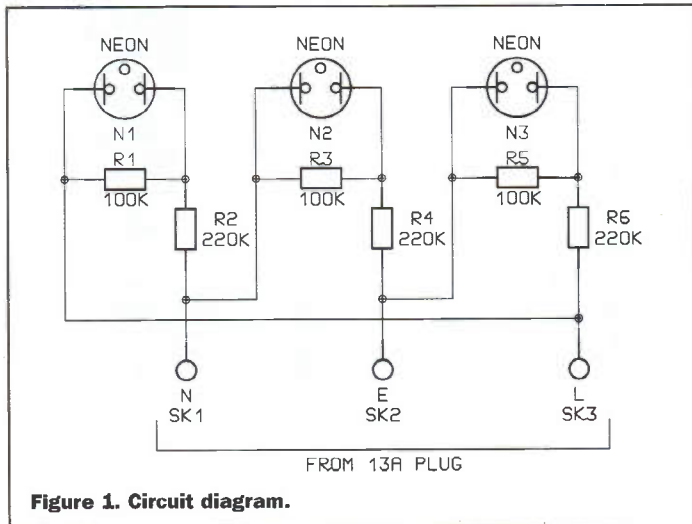 NEON NEON NEON
N1 N2 N3
R1 R3 R5
100K 100K 100K
R2 R4 R6
220K 220K 220K
N E L
SK1 SK2 SK3
FROM 13A PLUG
Figure 1. Circuit diagram.